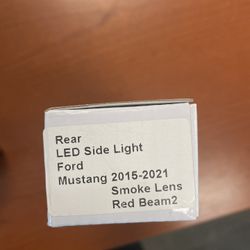 Rear
LED Side Light
Ford
Mustang 2015-2021
Smoke Lens
Red Beam2